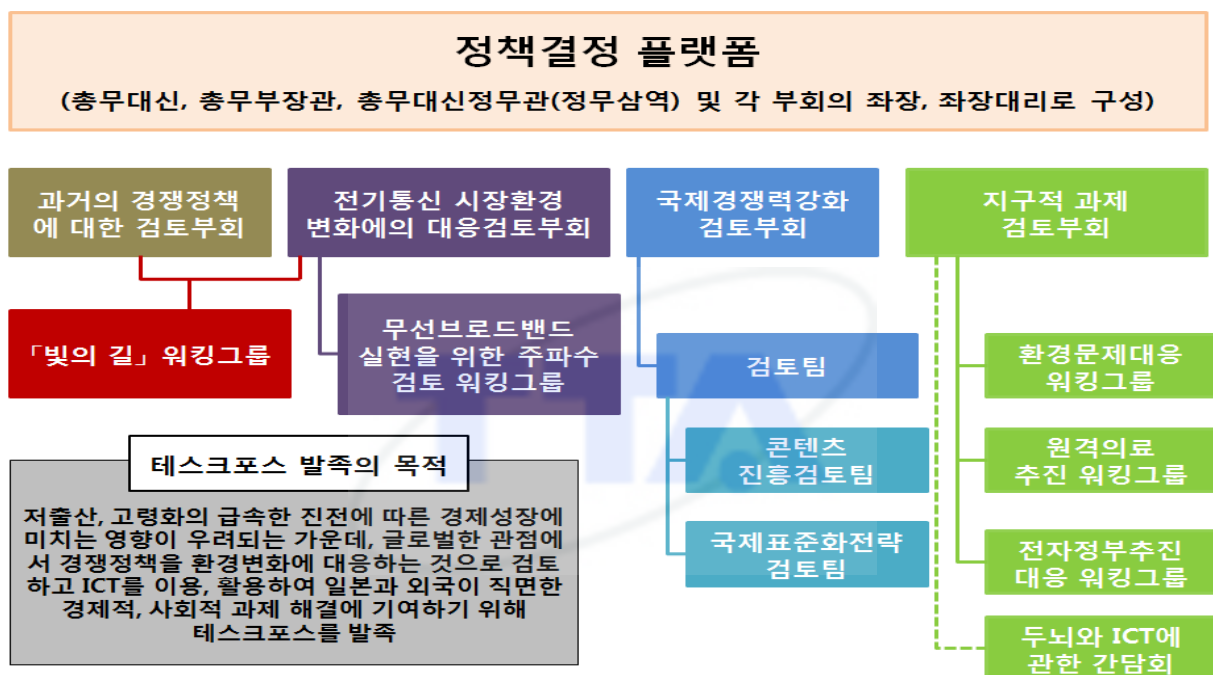 정책결정 플랫폼
(총무대신, 총무부장관, 총무대신정무관(정무삼역) 및 각 부회의 좌장, 좌장대리로 구성)
과거의 경쟁정책
에 대한 검토부회
전기통신 시장환경
변화에의 대응검토부회
국제경쟁력강화
검토부회
지구적 과제
검토부회
「빛의 길」 워킹그룹
무선브로드밴드
실현을 위한 주파수
검토 워킹그룹
검토팀
콘텐츠
진흥검토팀
국제표준화전략
검토팀
환경문제대응
워킹그룹
원격의료
추진 워킹그룹
전자정부추진
대응 워킹그룹
두뇌와 ICT에
관한 간담회
테스크포스 발족의 목적
저출산, 고령화의 급속한 진전에 따른 경제성장에
미치는 영향이 우려되는 가운데, 글로벌한 관점에
서 경쟁정책을 환경변화에 대응하는 것으로 검토
하고 ICT를 이용, 활용하여 일본과 외국이 직면한
경제적, 사회적 과제 해결에 기여하기 위해
테스크포스를 발족
TTA